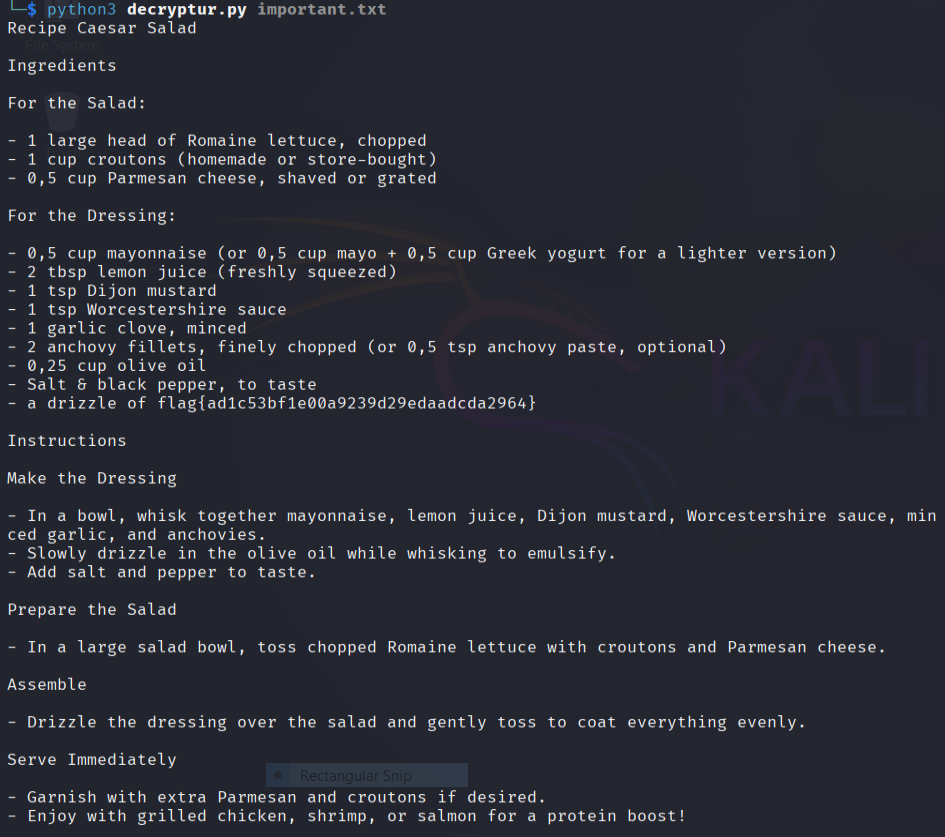 └─$ python3 decryptur.py important.txt
Recipe Caesar Salad
File System
Ingredients
For the Salad:
- 1 large head of Romaine lettuce, chopped
- 1 cup croutons (homemade or store-bought)
- 0,5 cup Parmesan cheese, shaved or grated
For the Dressing:
- 0,5 cup mayonnaise (or 0,5 cup mayo + 0,5 cup Greek yogurt for a lighter version)
- 2 tbsp lemon juice (freshly squeezed)
- 1 tsp Dijon mustard
- 1 tsp Worcestershire sauce
- 1 garlic clove, minced
- 2 anchovy fillets, finely chopped (or 0,5 tsp anchovy paste, optional)
- 0,25 cup olive oil
- Salt & black pepper, to taste
KALI
- a drizzle of flag{ad1c53bf1e00a9239d29edaadcda2964}
Instructions
Make the Dressing
- In a bowl, whisk together mayonnaise, lemon juice, Dijon mustard, Worcestershire sauce, min
ced garlic, and anchovies.
- Slowly drizzle in the olive oil while whisking to emulsify.
- Add salt and pepper to taste.
Prepare the Salad
- In a large salad bowl, toss chopped Romaine lettuce with croutons and Parmesan cheese.
Assemble
- Drizzle the dressing over the salad and gently toss to coat everything evenly.
Serve Immediately
Rectangular Snip
- Garnish with extra Parmesan and croutons if desired.
- Enjoy with grilled chicken, shrimp, or salmon for a protein boost!